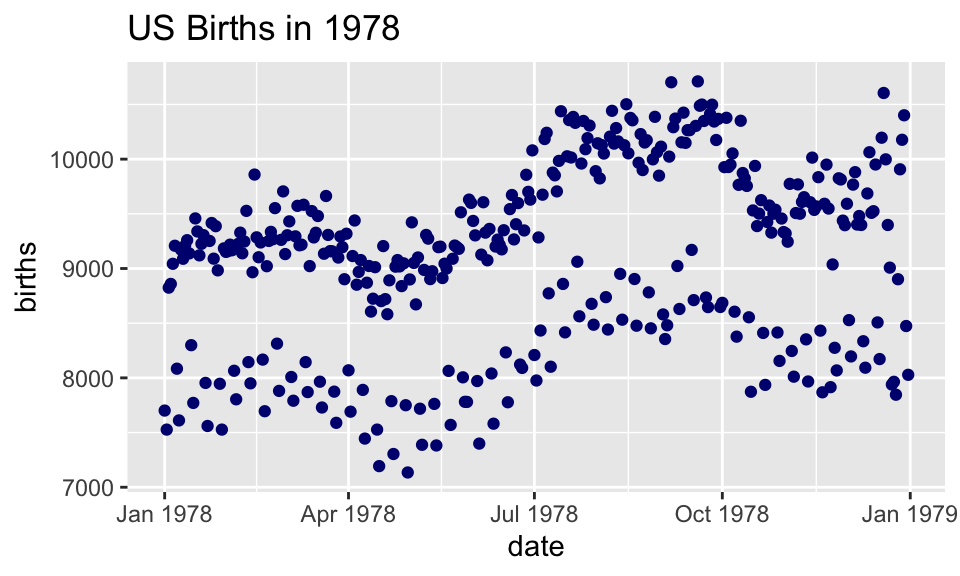 US Births in 1978
births
10000
9000
8000
7000
Jan 1978
Apr 1978
Jul 1978
Oct 1978
Jan 1979
date